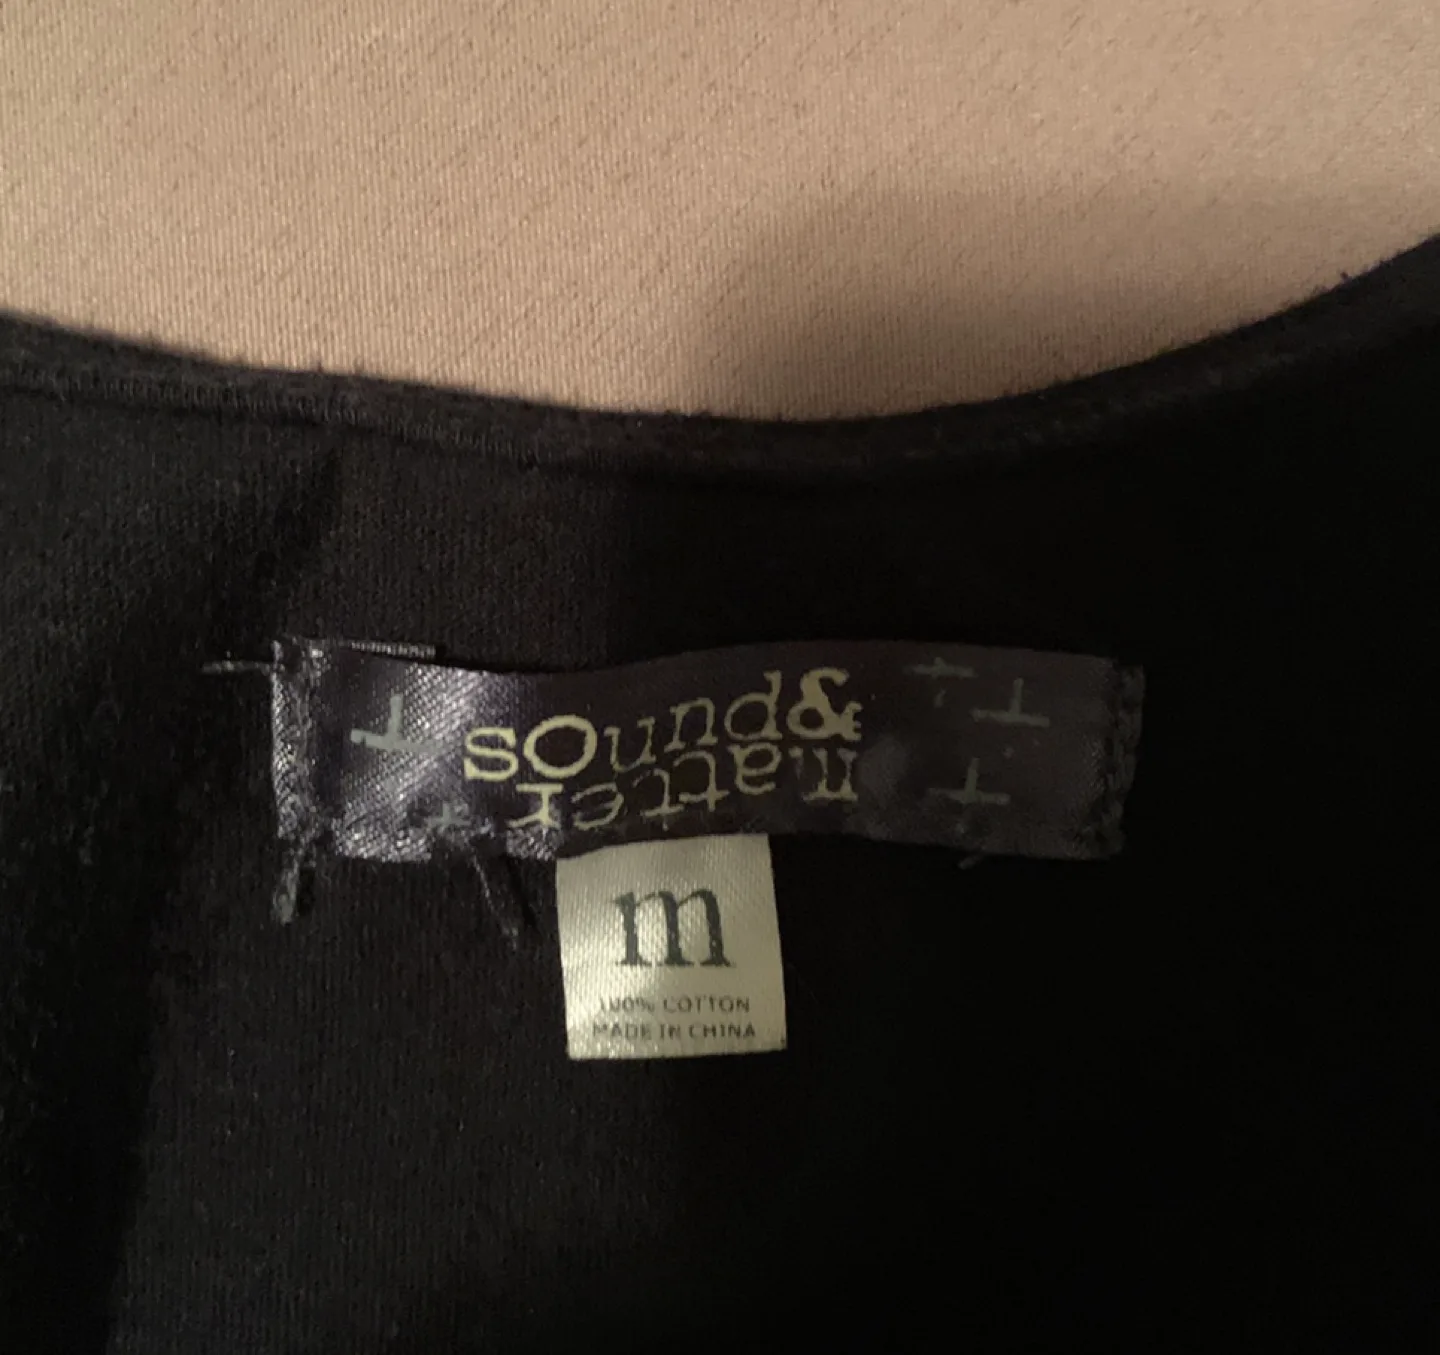 sOund&
matter
m
100% COTTON
MADE IN CHINA